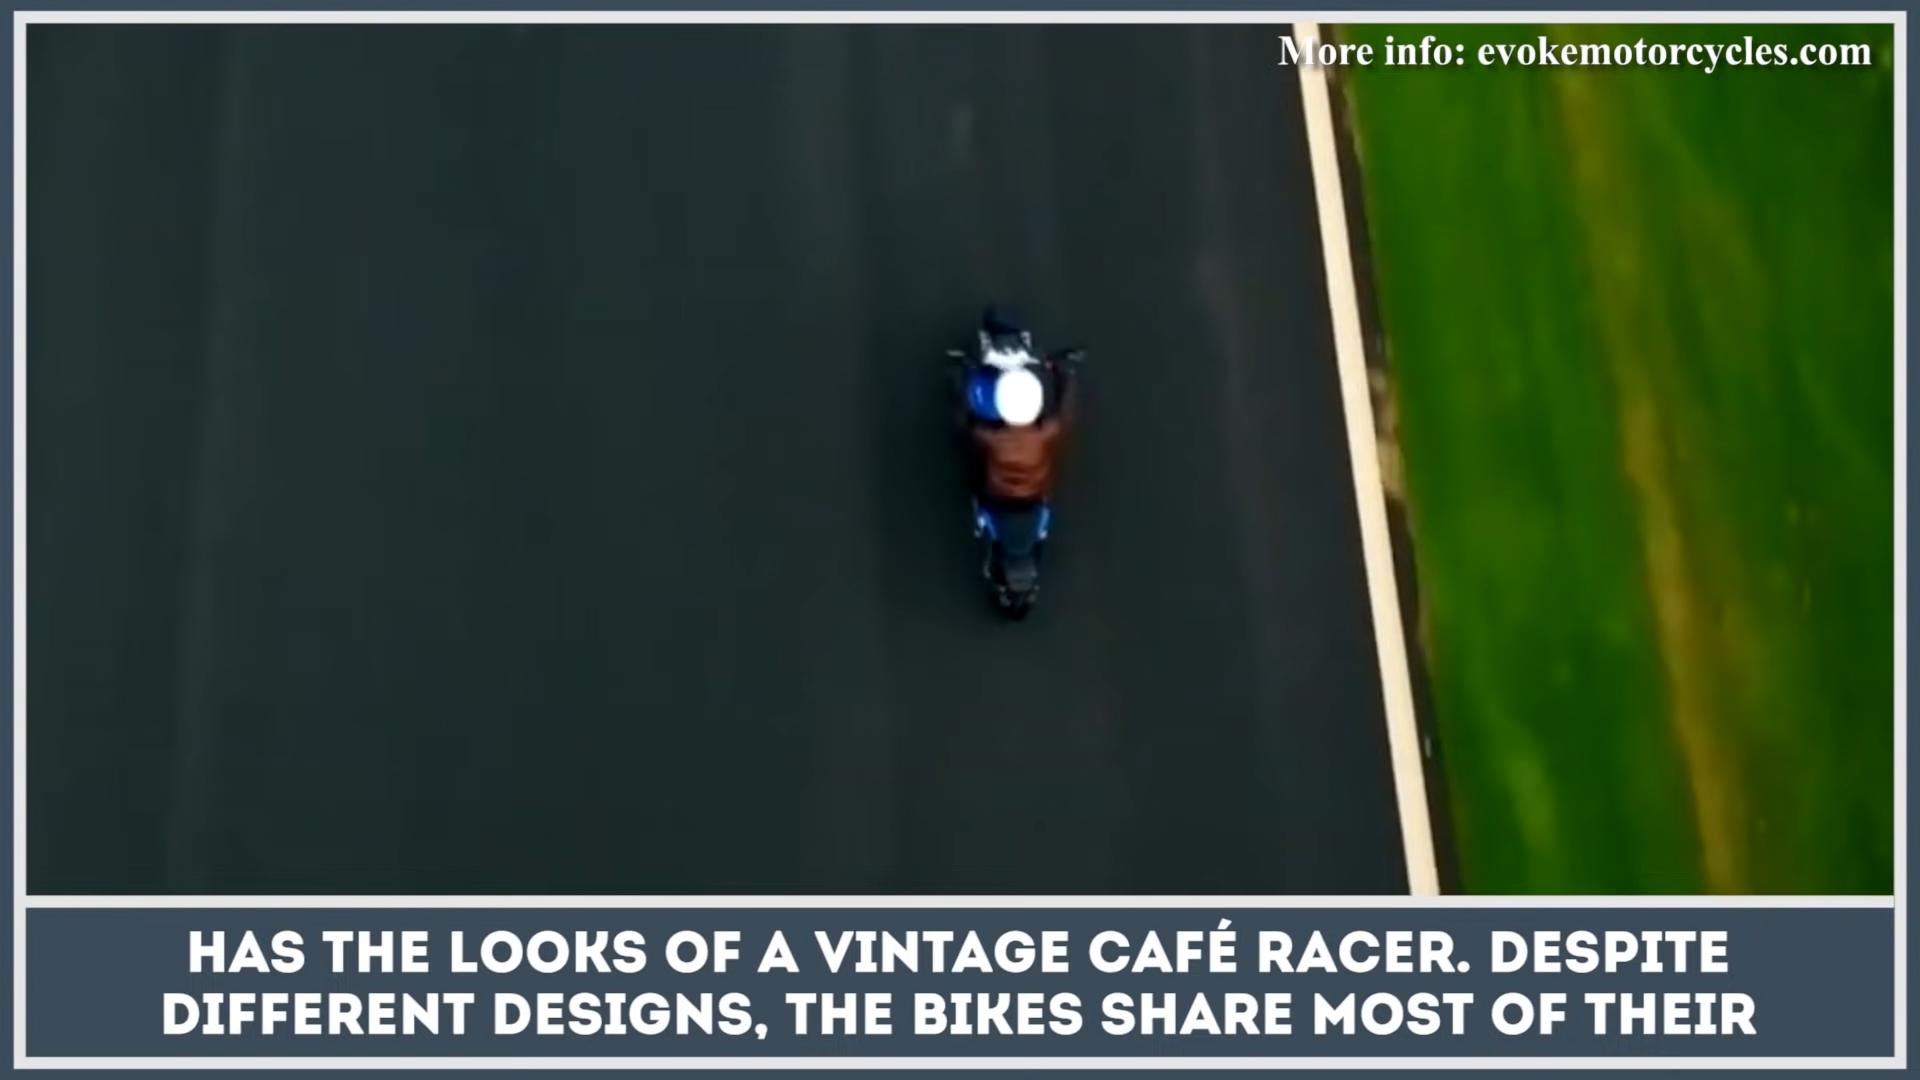 More info: evokemotorcycles.com
HAS THE LOOKS OF A VINTAGE CAFÉ RACER. DESPITE
DIFFERENT DESIGNS, THE BIKES SHARE MOST OF THEIR